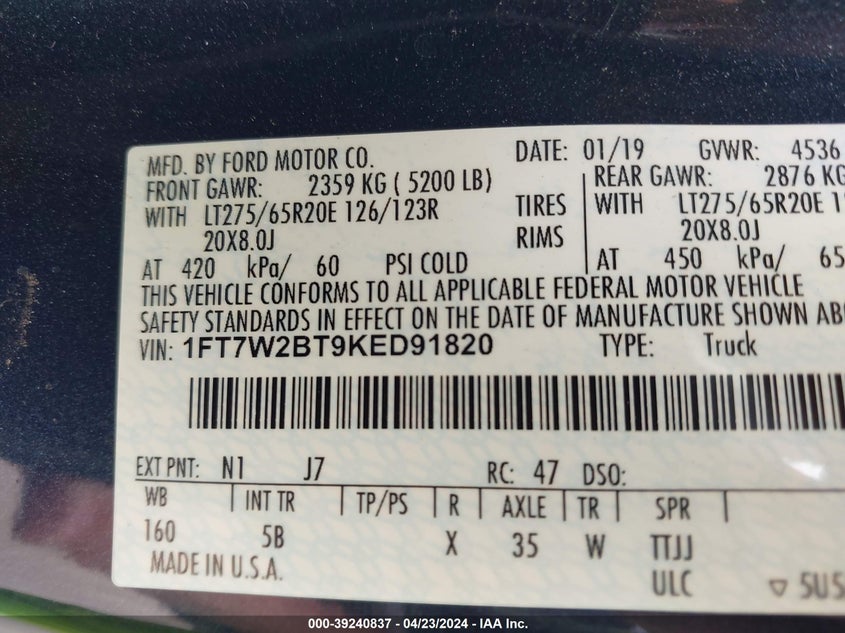 MFD. BY FORD MOTOR CO. DATE: 01/19 GVWR: 4536
FRONT GAWR: 2359 KG ( 5200 LB) REAR GAWR: 2876 KG
WITH LT275/65R20E 126/123R TIRES WITH LT275/65R20E
20X8.0J RIMS 20X8.0J
AT 420 kPa/ 60 PSI COLD AT 450 kPa/ 65
THIS VEHICLE CONFORMS TO ALL APPLICABLE FEDERAL MOTOR VEHICLE
SAFETY STANDARDS IN EFFECT ON THE DATE OF MANUFACTURE SHOWN
VIN: 1FT7W2BT9KED91820 TYPE: Truck
EXT PNT: N1 J7 RC: 47 DSO:
WB INT TR TP/PS R AXLE TR SPR
160 5B X 35 W TTJJ
MADE IN U.S.A. ULC ▽ 5U5
000-39240837 - 04/23/2024 - IAA Inc.